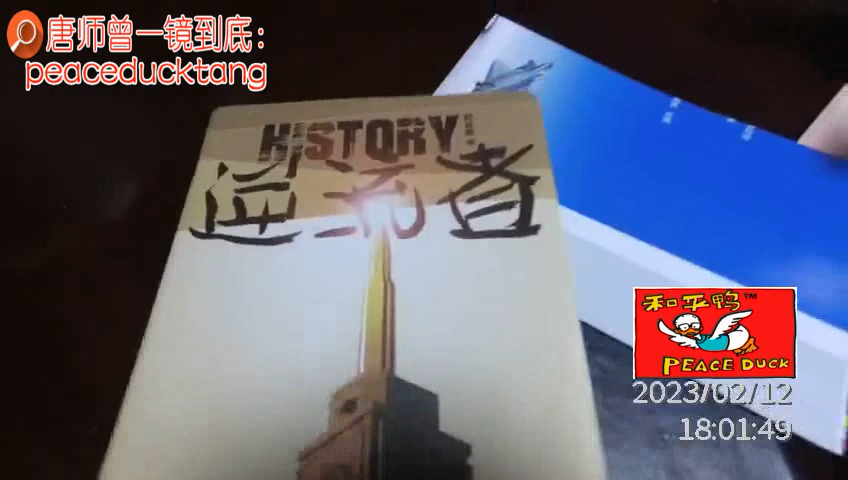 唐师曾一镜到底：
peaceducktang
HISTORY
逆流者
和平鸭™
PEACE DUCK
2023/02/12
18:01:49